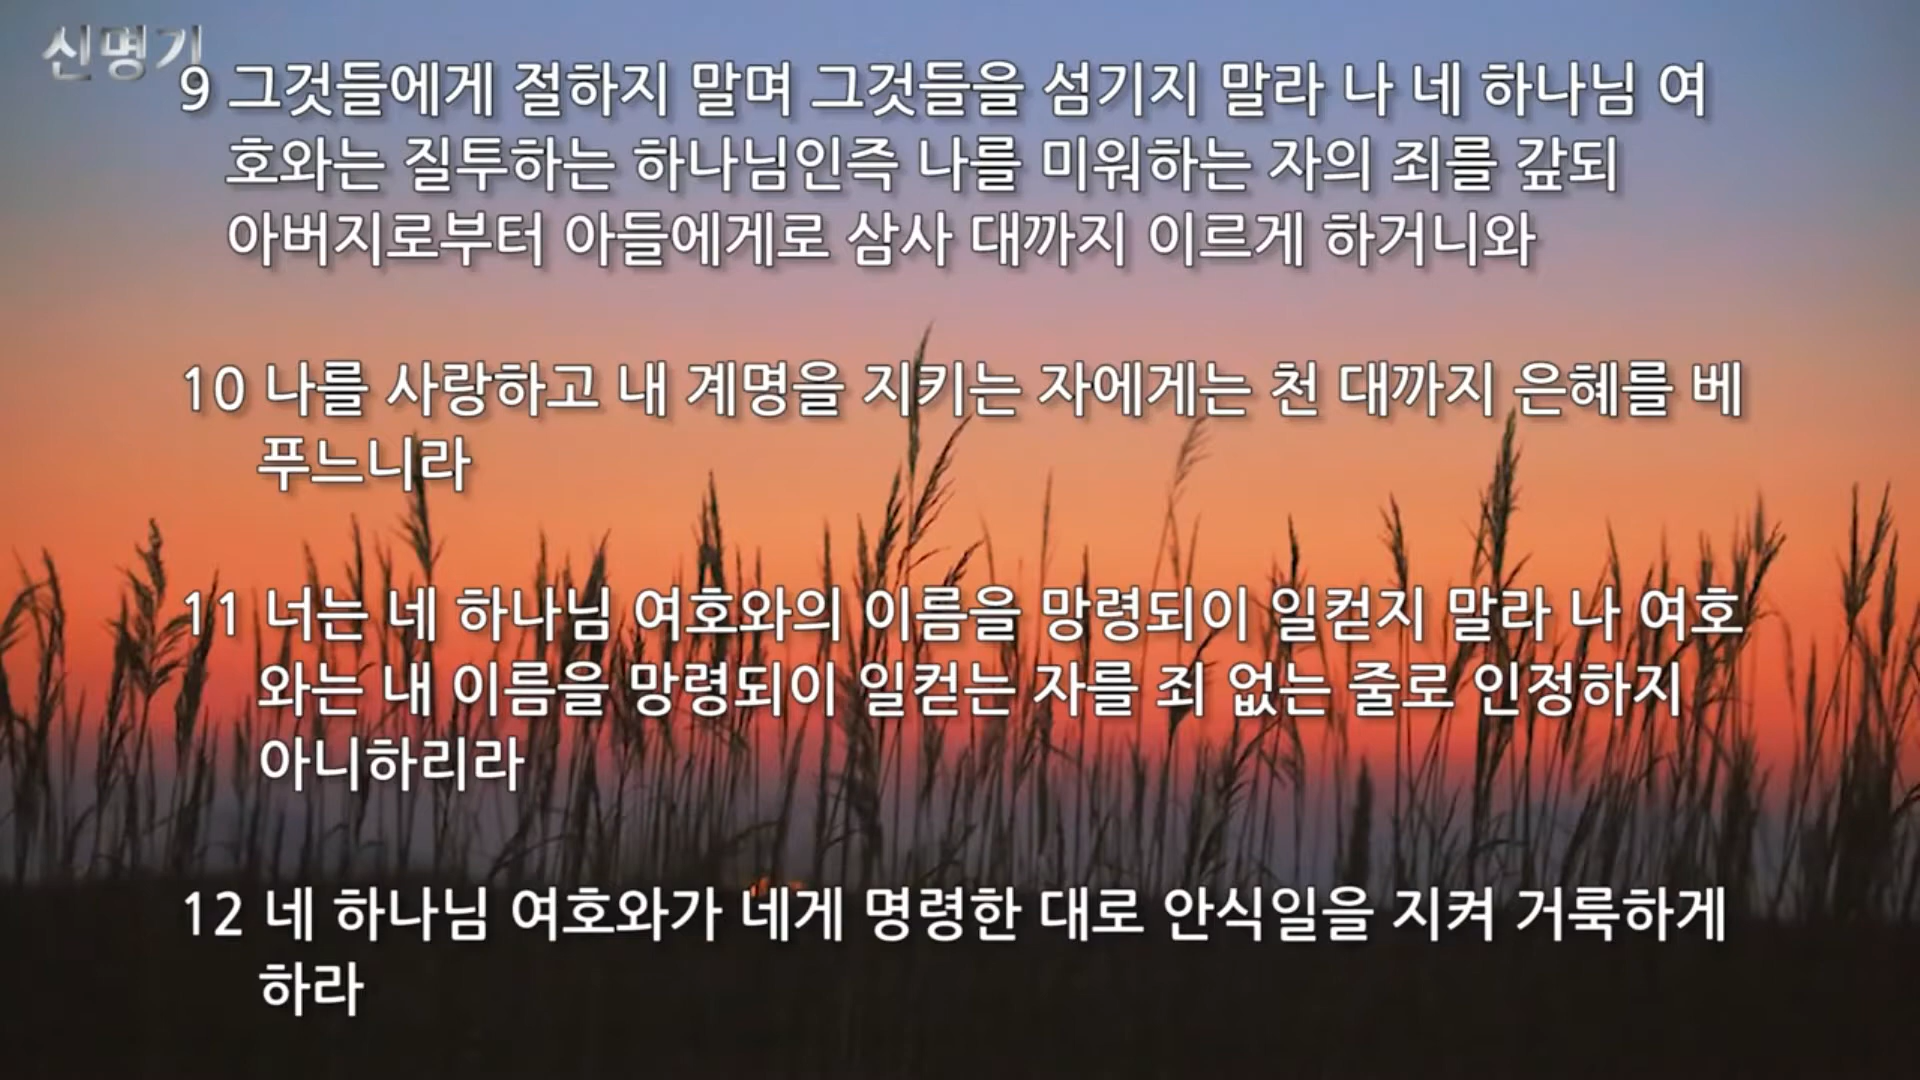 신명기
9 그것들에게 절하지 말며 그것들을 섬기지 말라 나 네 하나님 여
호와는 질투하는 하나님인즉 나를 미워하는 자의 죄를 갚되
아버지로부터 아들에게로 삼사 대까지 이르게 하거니와
10 나를 사랑하고 내 계명을 지키는 자에게는 천 대까지 은혜를 베
푸느니라
11 너는 네 하나님 여호와의 이름을 망령되이 일컫지 말라 나 여호
와는 내 이름을 망령되이 일컫는 자를 죄 없는 줄로 인정하지
아니하리라
12 네 하나님 여호와가 네게 명령한 대로 안식일을 지켜 거룩하게
하라